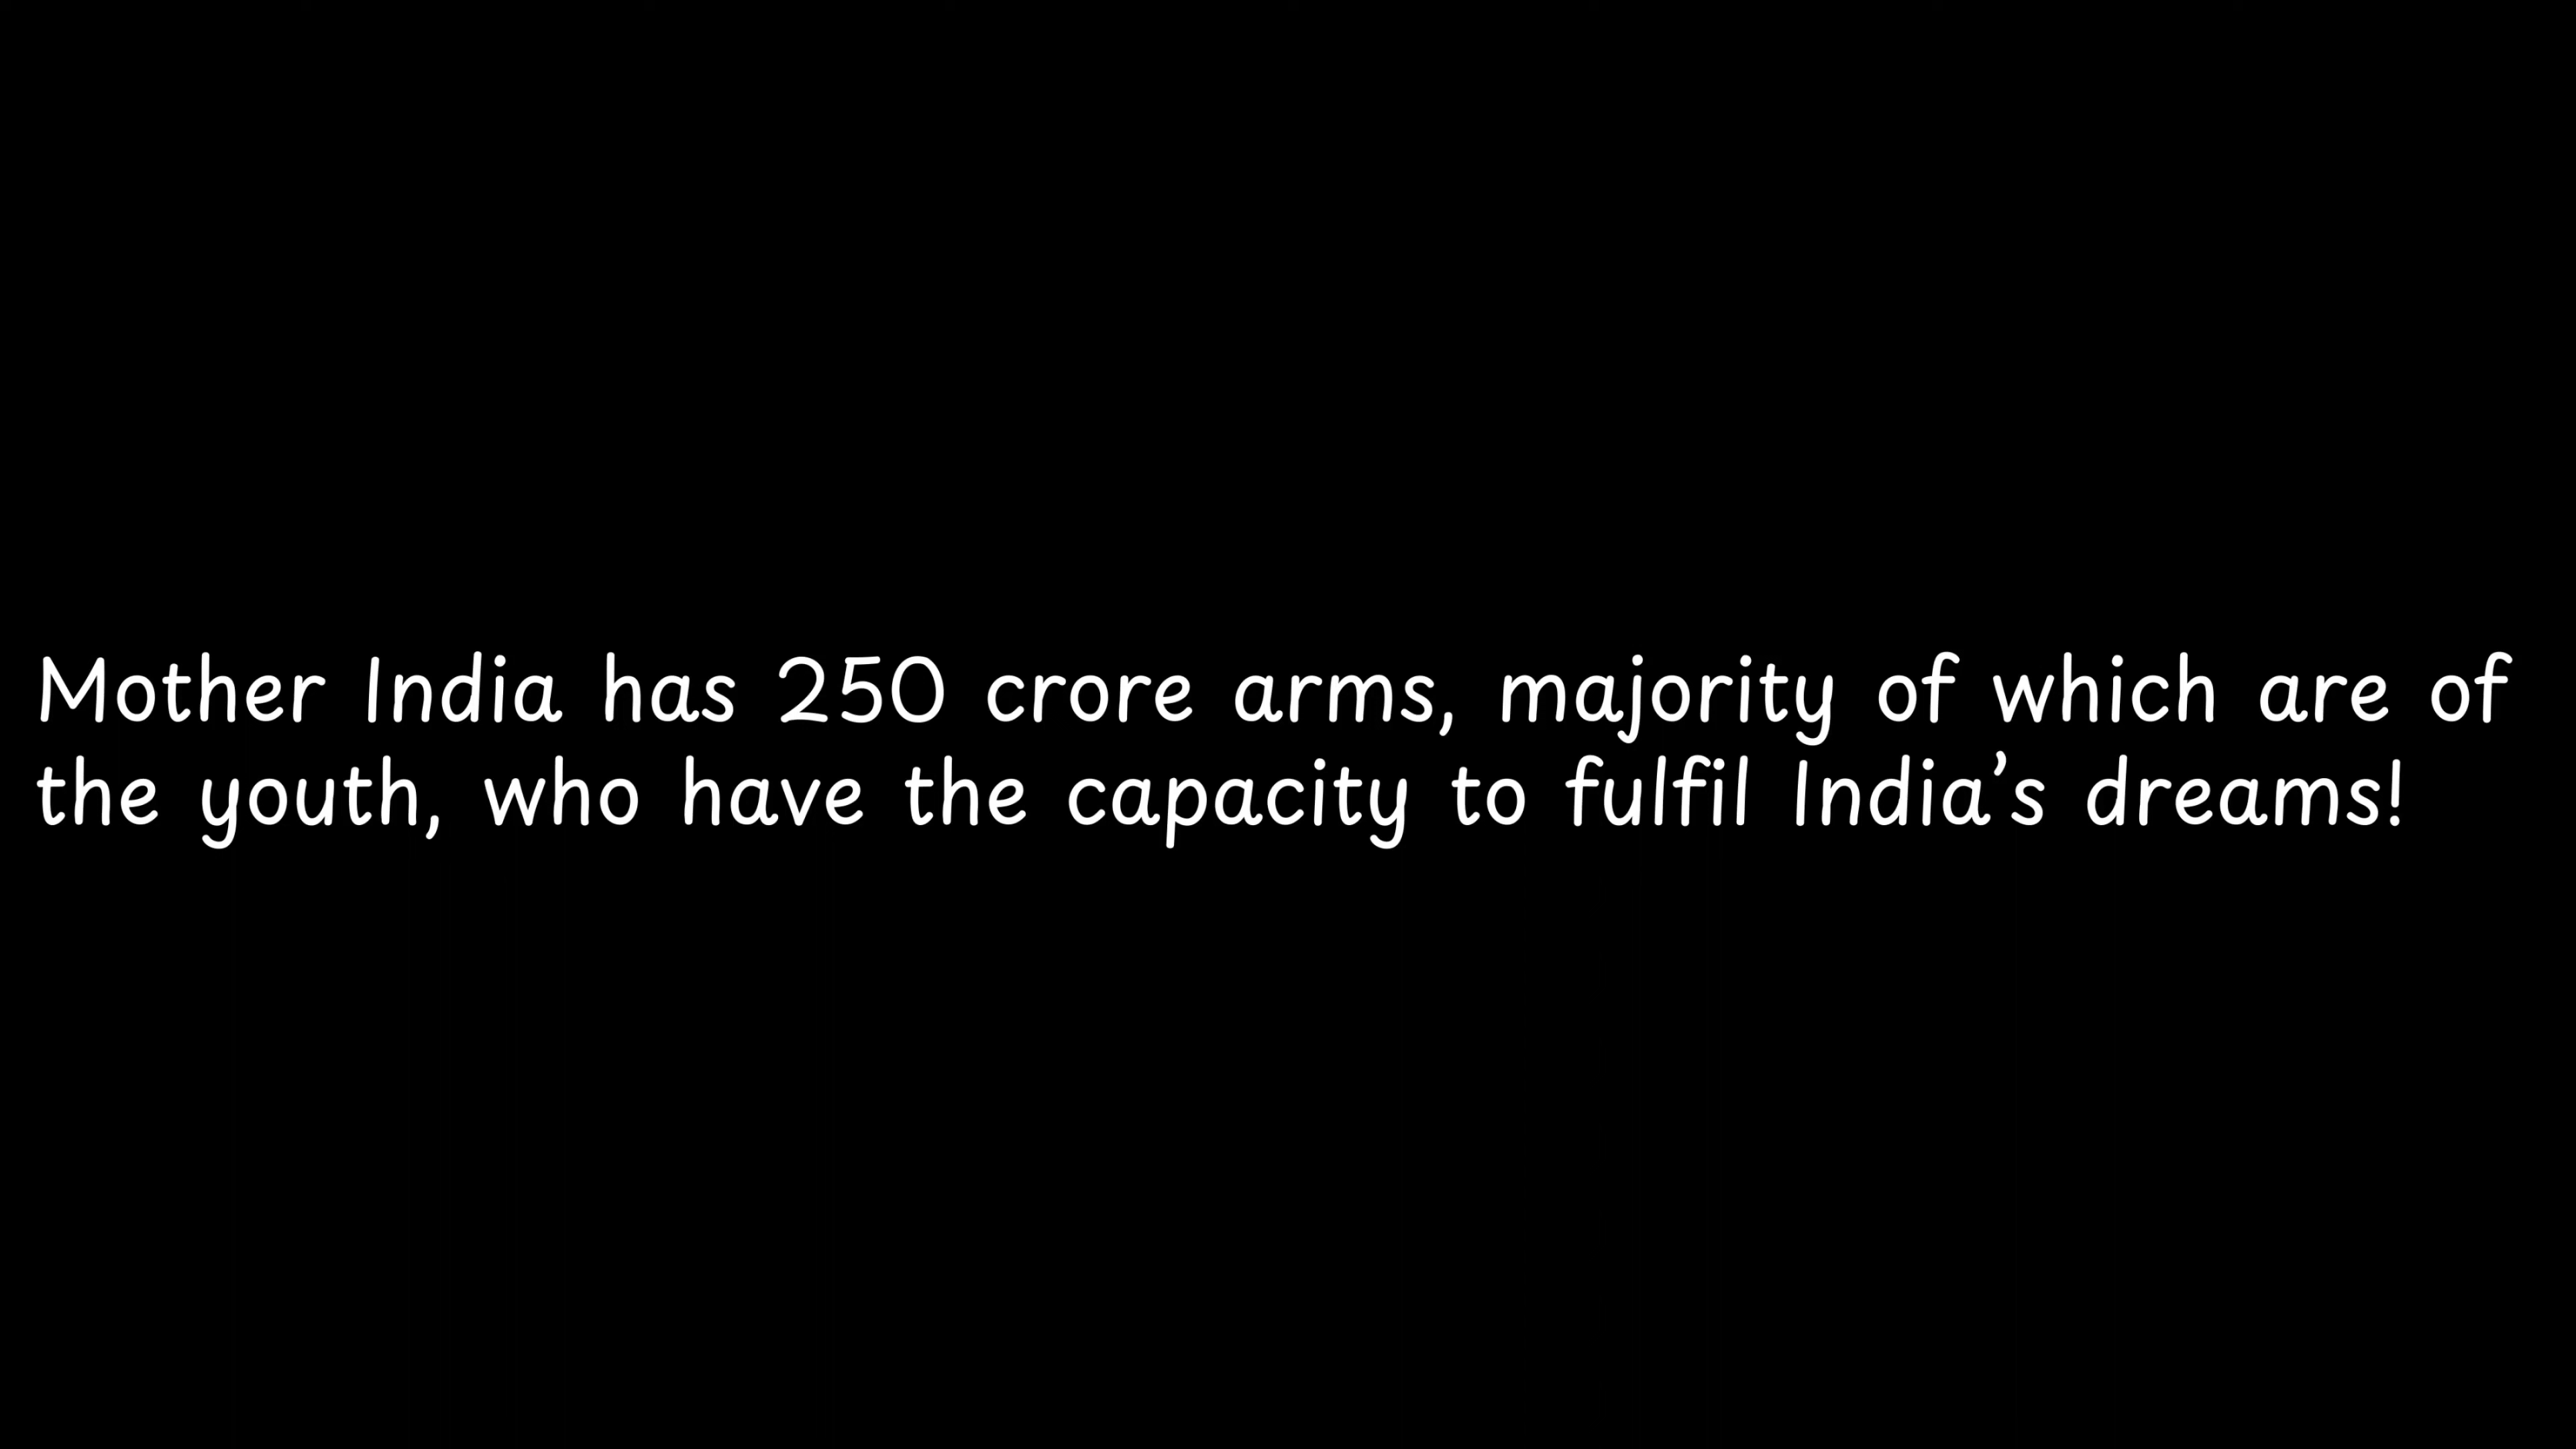 Mother India has 250 crore arms, majority of which are of
the youth, who have the capacity to fulfil India’s dreams!